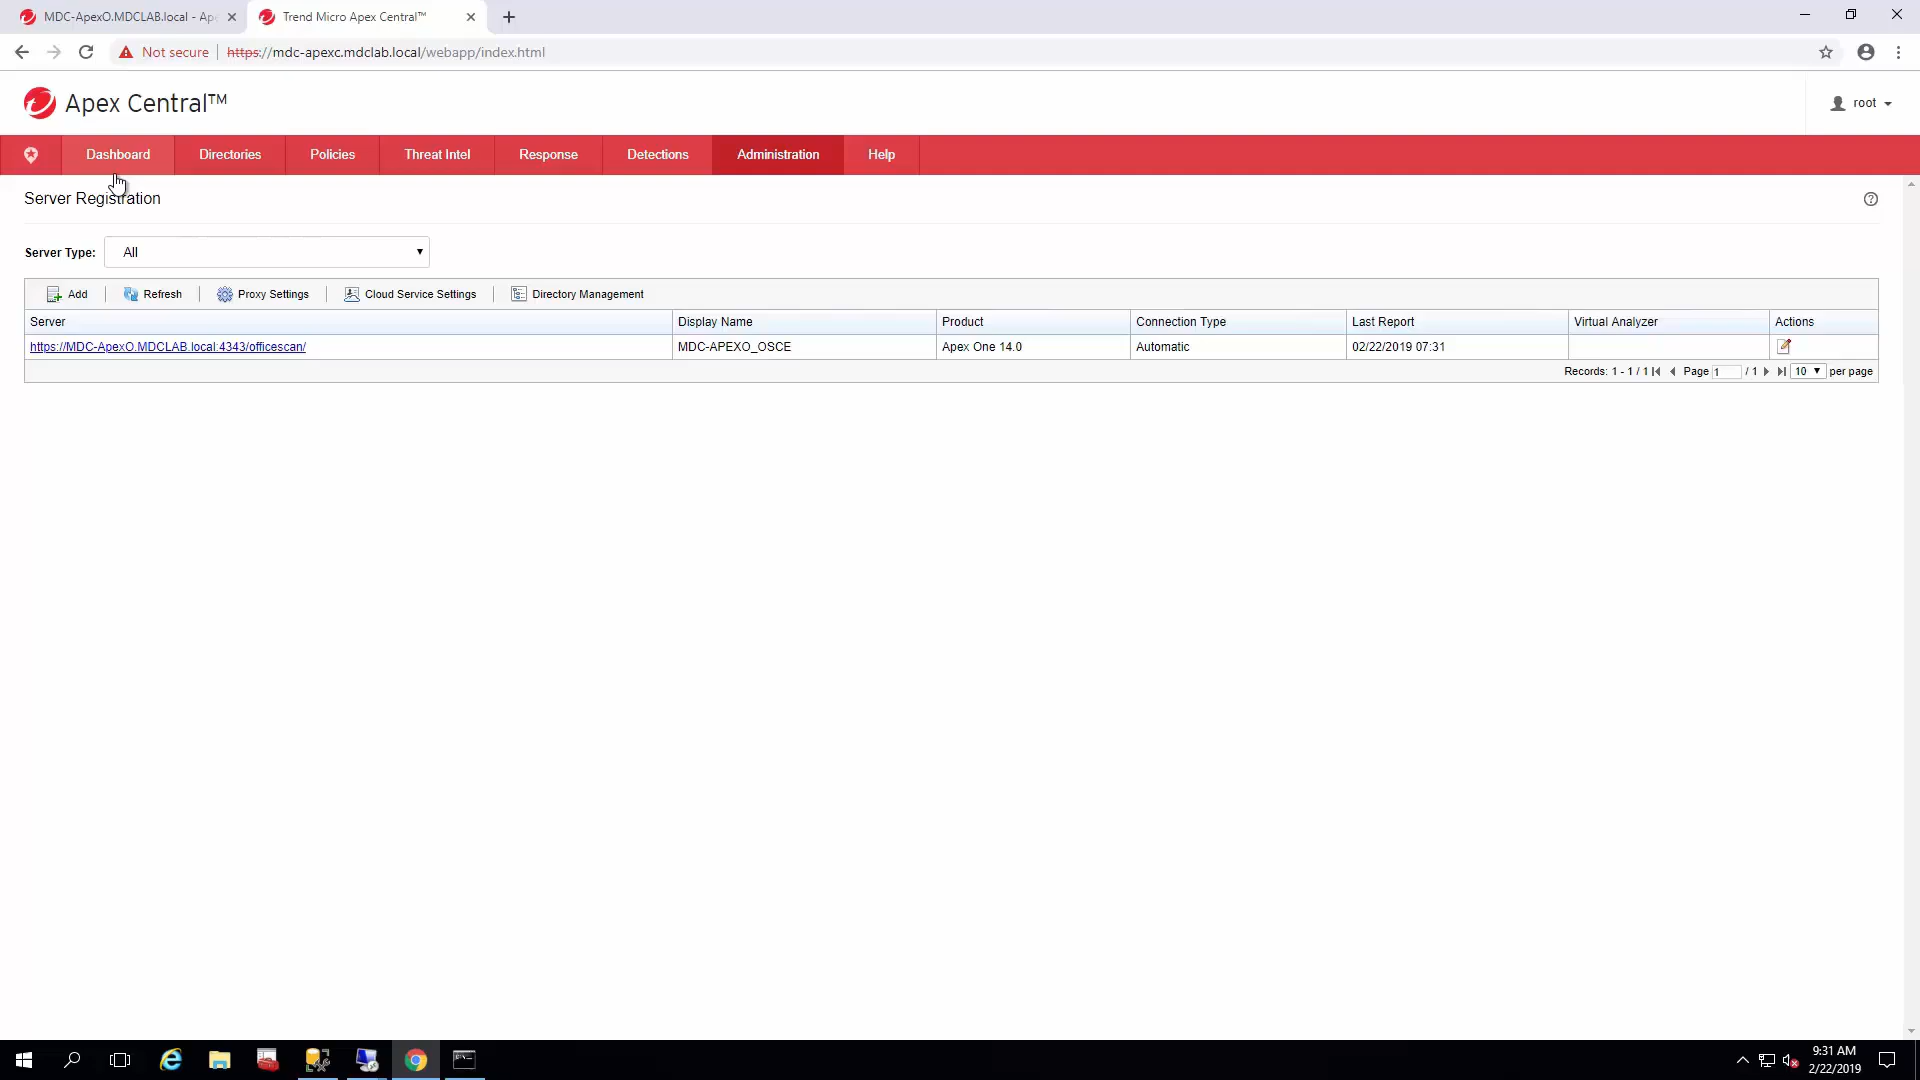 MDC-ApexO.MDCLAB.local - Ap
Trend Micro Apex Central™
Not secure
https://mdc-apexc.mdclab.local/webapp/index.html
Apex Central™
root
Dashboard
Directories
Policies
Threat Intel
Response
Detections
Administration
Help
Server Registration
Server Type: All
Add
Refresh
Proxy Settings
Cloud Service Settings
Directory Management
Server Display Name Product Connection Type Last Report Virtual Analyzer Actions
https://MDC-ApexO.MDCLAB.local:4343/officescan/ MDC-APEXO_OSCE Apex One 14.0 Automatic 02/22/2019 07:31
Records: 1 - 1 / 1 Page 1 / 1 10 per page
9:31 AM
2/22/2019